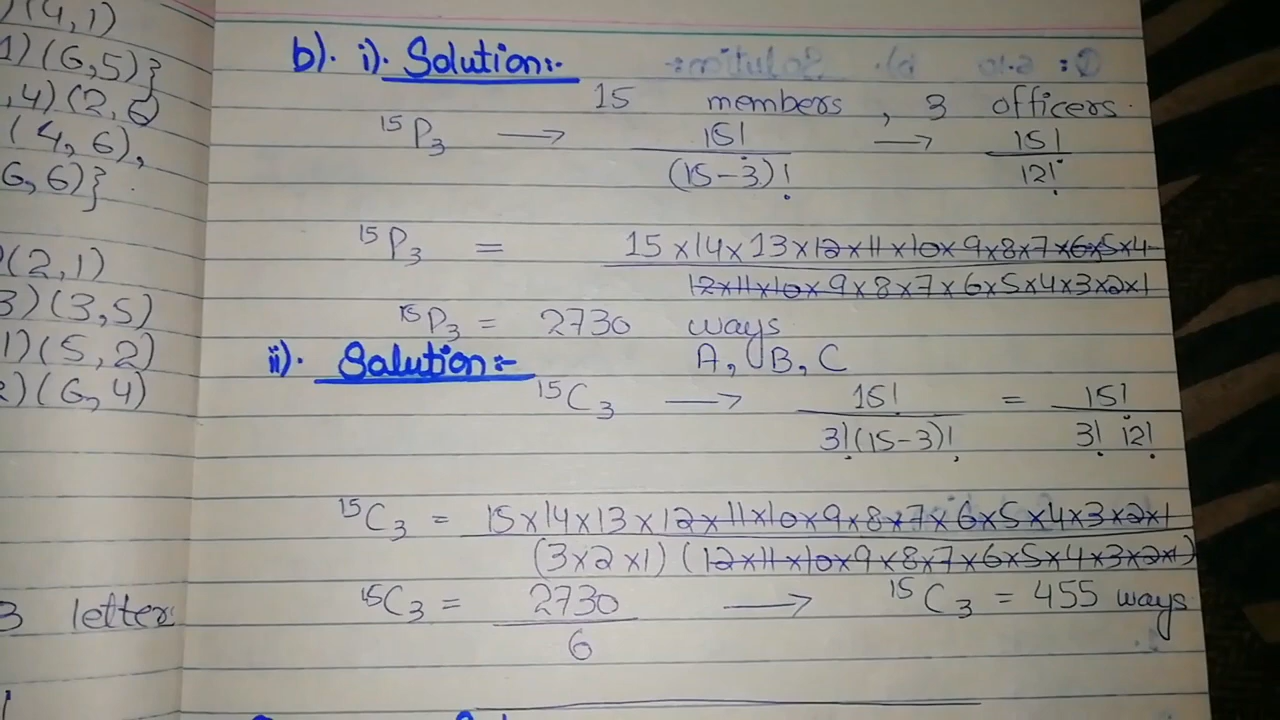 )(4,1)
1)(6,5)}
,4)(2,6)
(4,6),
6,6)}.
(2,1)
3)(3,5)
1)(5,2)
2)(6,4)
3 letter
b). i). Solution:-
15 members, 3 officers.
¹⁵P₃ → 15!/(15-3)! → 15!/12!
¹⁵P₃ = 15×14×13×12×11×10×9×8×7×6×5×4/12×11×10×9×8×7×6×5×4×3×2×1
¹⁵P₃ = 2730 ways
ii). Solution:- A, B, C
¹⁵C₃ → 15!/3!(15-3)! = 15!/3! 12!
¹⁵C₃ = 15×14×13×12×11×10×9×8×7×6×5×4×3×2×1/(3×2×1)(12×11×10×9×8×7×6×5×4×3×2×1)
¹⁵C₃ = 2730/6 → ¹⁵C₃ = 455 ways